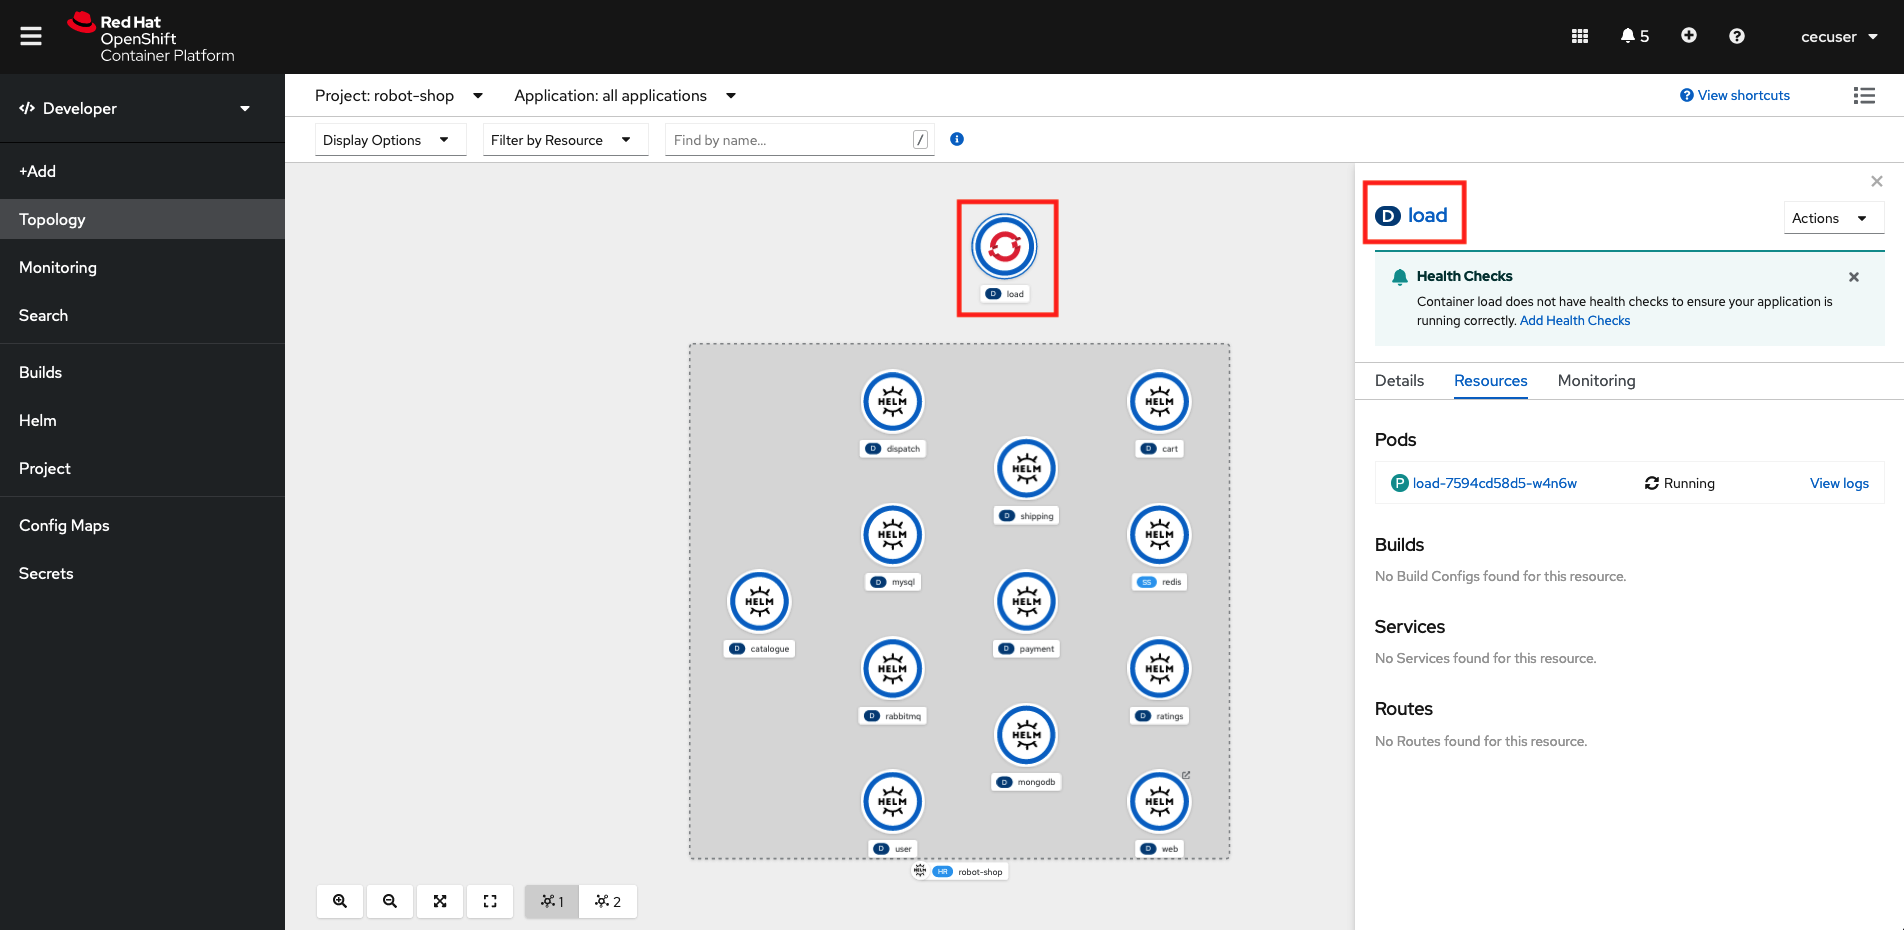 Red Hat
OpenShift
Container Platform
5
cecuser
Developer
+Add
Topology
Monitoring
Search
Builds
Helm
Project
Config Maps
Secrets
Project: robot-shop
Application: all applications
View shortcuts
Display Options
Filter by Resource
Find by name...
/
D load
HELM
D dispatch
HELM
D cart
HELM
D shipping
HELM
D mysql
HELM
SS redis
HELM
D catalogue
HELM
D payment
HELM
D rabbitmq
HELM
D ratings
HELM
D mongodb
HELM
D user
HELM
D web
HELM HR robot-shop
1
2
D load
Actions
Health Checks
Container load does not have health checks to ensure your application is
running correctly. Add Health Checks
Details
Resources
Monitoring
Pods
P load-7594cd58d5-w4n6w
Running
View logs
Builds
No Build Configs found for this resource.
Services
No Services found for this resource.
Routes
No Routes found for this resource.